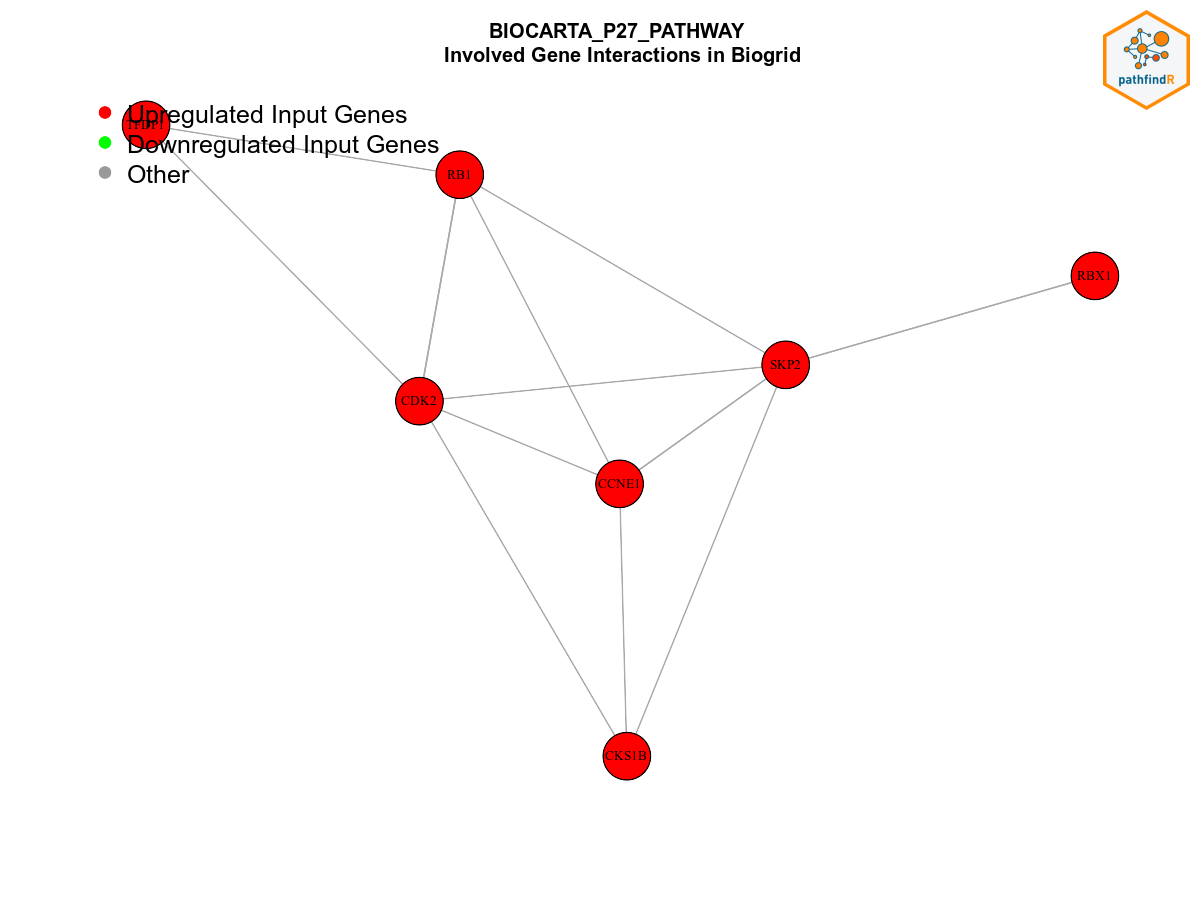 BIOCARTA_P27_PATHWAY
Involved Gene Interactions in Biogrid
pathfindR
Upregulated Input Genes
TFDP1
Downregulated Input Genes
Other
RB1
RBX1
SKP2
CDK2
CCNE1
CKS1B